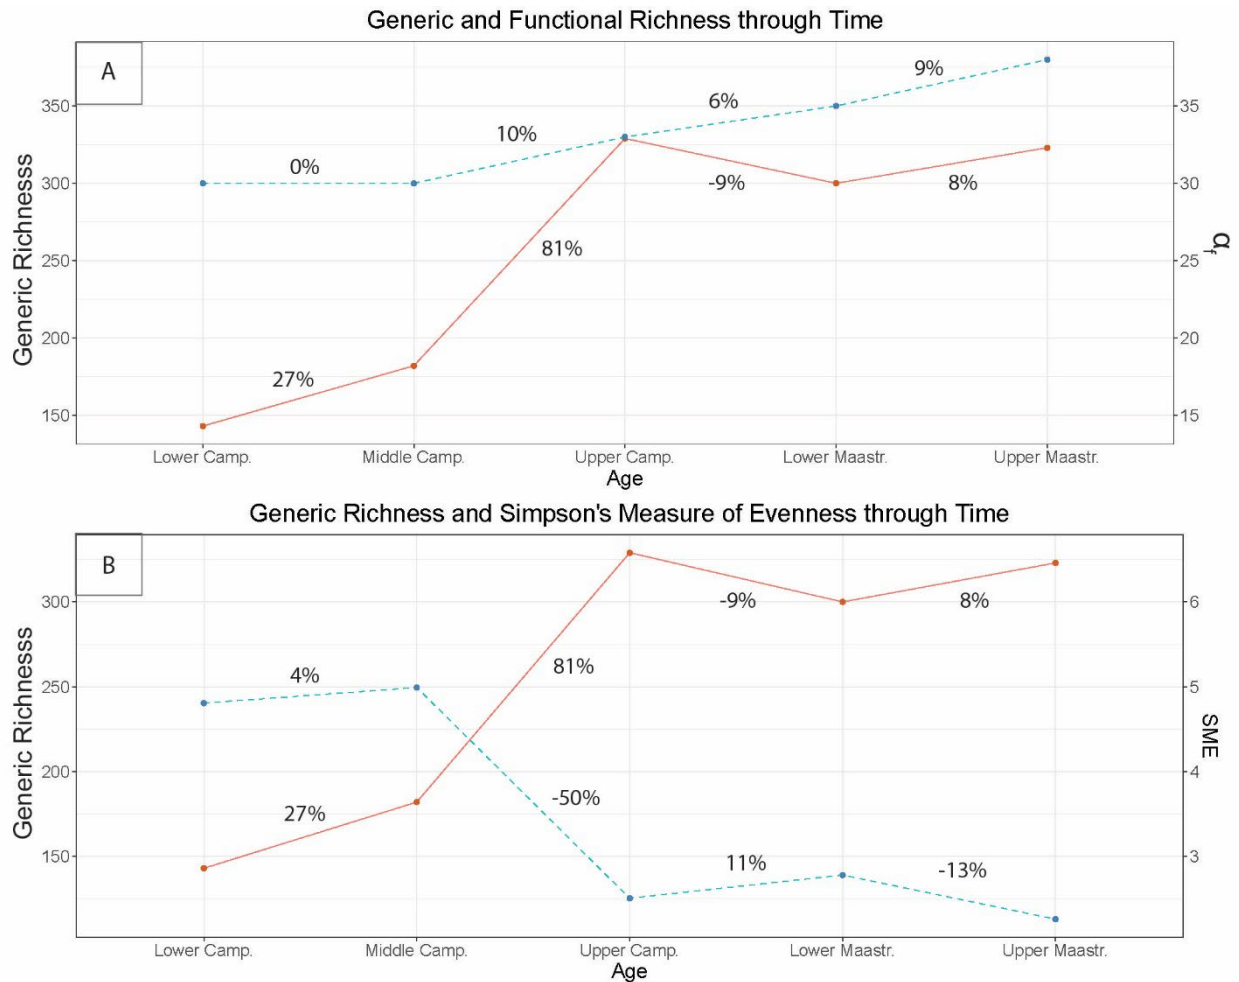 Generic and Functional Richness through Time
A
Generic Richnesss
350
300
250
200
150
0%
10%
6%
9%
27%
81%
-9%
8%
35
30
25
20
15
αf
Lower Camp.
Middle Camp.
Upper Camp.
Lower Maastr.
Upper Maastr.
Age
Generic Richness and Simpson's Measure of Evenness through Time
B
Generic Richnesss
300
250
200
150
4%
27%
81%
-50%
-9%
8%
11%
-13%
6
5
4
3
SME
Lower Camp.
Middle Camp.
Upper Camp.
Lower Maastr.
Upper Maastr.
Age